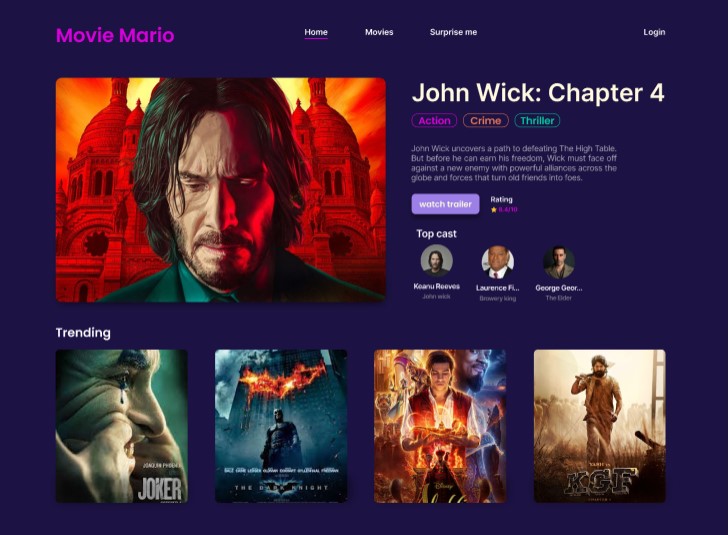 Movie Mario
Home
Movies
Surprise me
Login
John Wick: Chapter 4
Action
Crime
Thriller
John Wick uncovers a path to defeating The High Table.
But before he can earn his freedom, Wick must face off
against a new enemy with powerful alliances across the
globe and forces that turn old friends into foes.
watch trailer
Rating
8.4/10
Top cast
Keanu Reeves
Laurence Fi...
George Geor...
John wick
Browery king
The Elder
Trending
JOAQUIN PHOENIX
JOKER
THE DARK KNIGHT
Disney
YASH
KGF